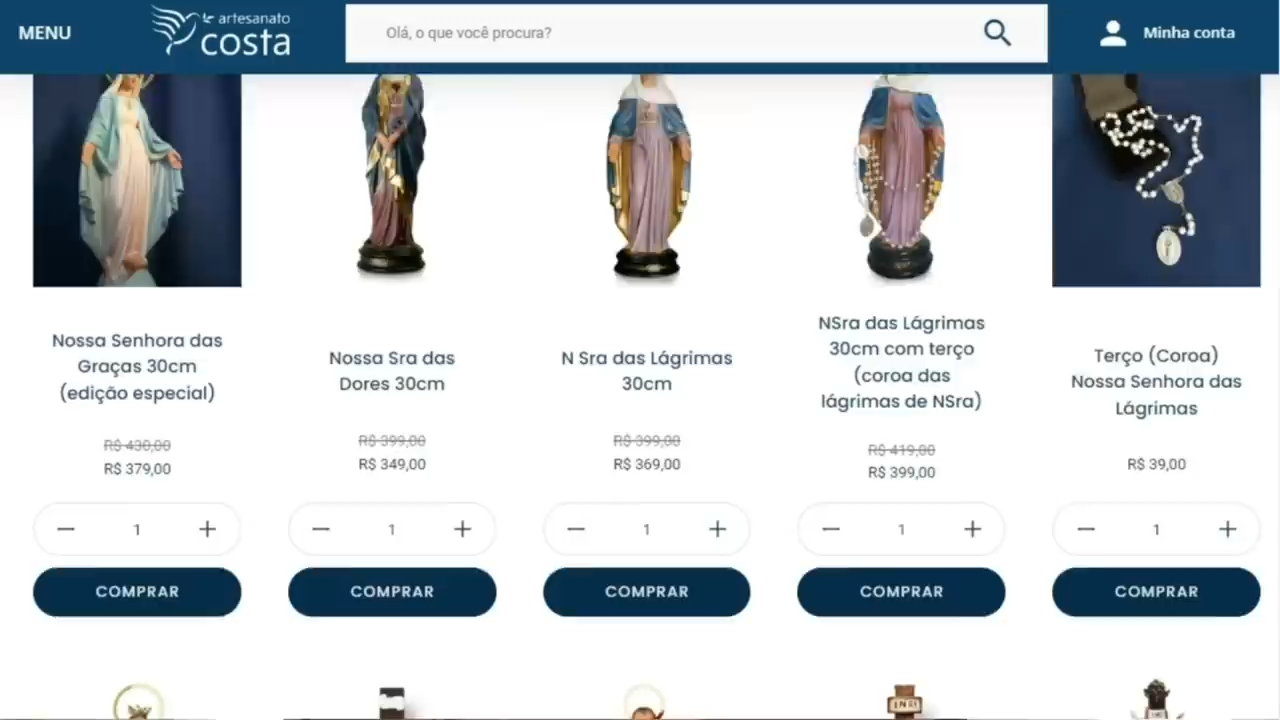 MENU
artesanato
costa
Olá, o que você procura?
Minha conta
Nossa Senhora das
Graças 30cm
(edição especial)
R$ 430,00
R$ 379,00
1
COMPRAR
Nossa Sra das
Dores 30cm
R$ 399,00
R$ 349,00
1
COMPRAR
N Sra das Lágrimas
30cm
R$ 399,00
R$ 369,00
1
COMPRAR
NSra das Lágrimas
30cm com terço
(coroa das
lágrimas de NSra)
R$ 419,00
R$ 399,00
1
COMPRAR
Terço (Coroa)
Nossa Senhora das
Lágrimas
R$ 39,00
1
COMPRAR
INRI